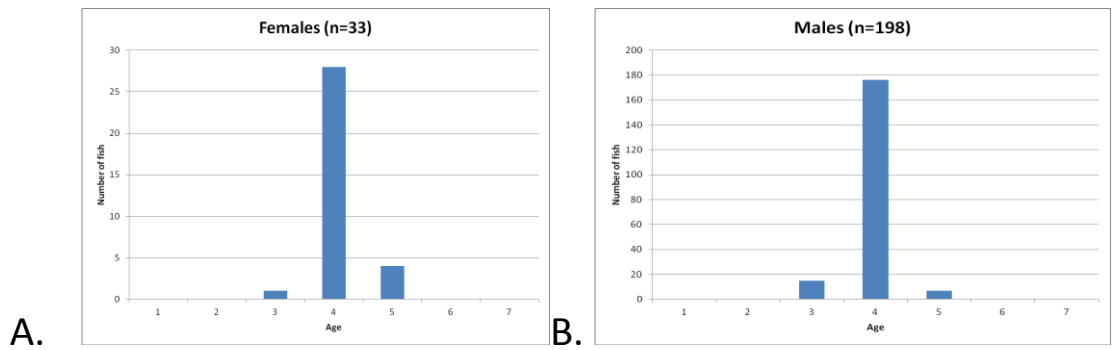 Females (n=33)
30
25
20
15
10
5
0
Number of fish
1 2 3 4 5 6 7
Age
A.
Males (n=198)
200
180
160
140
120
100
80
60
40
20
0
Number of fish
1 2 3 4 5 6 7
Age
B.